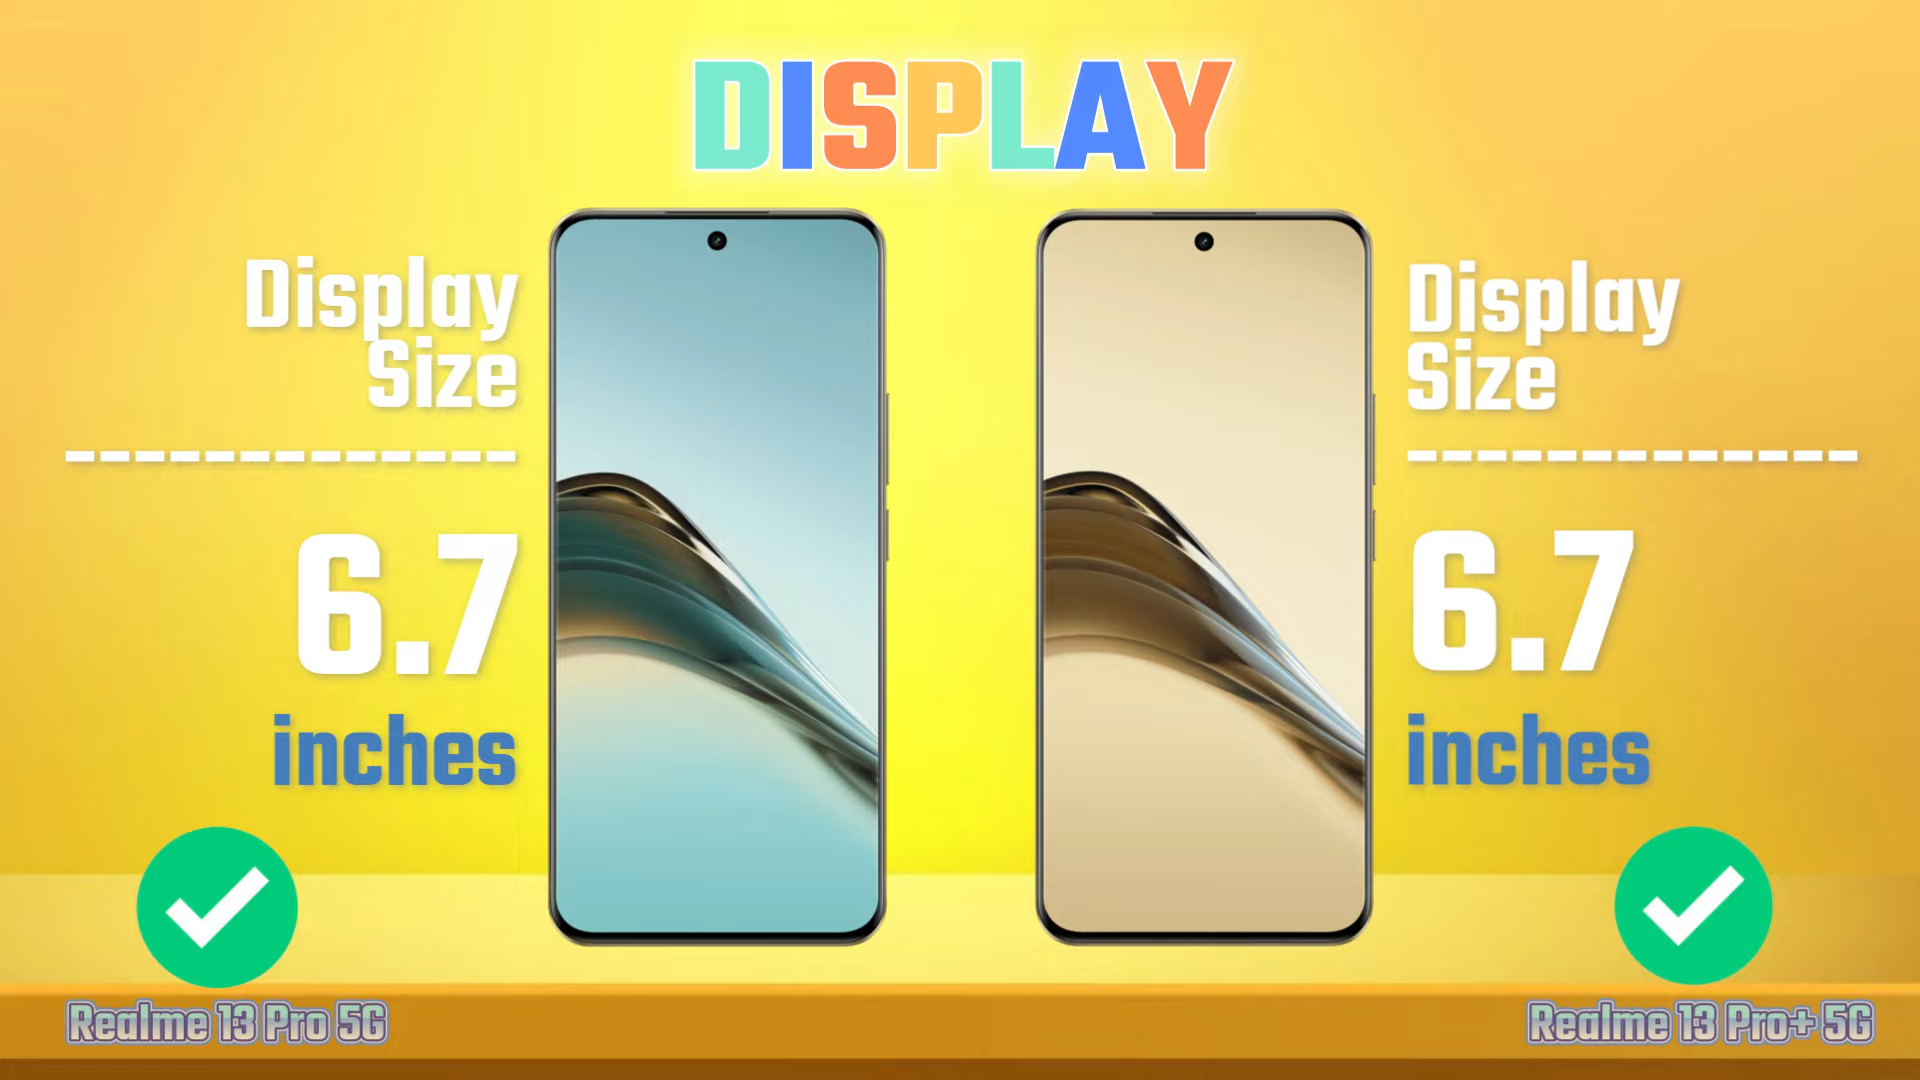 DISPLAY
Display
Size
--------------
6.7
inches
Realme 13 Pro 5G
Display
Size
--------------
6.7
inches
Realme 13 Pro+ 5G